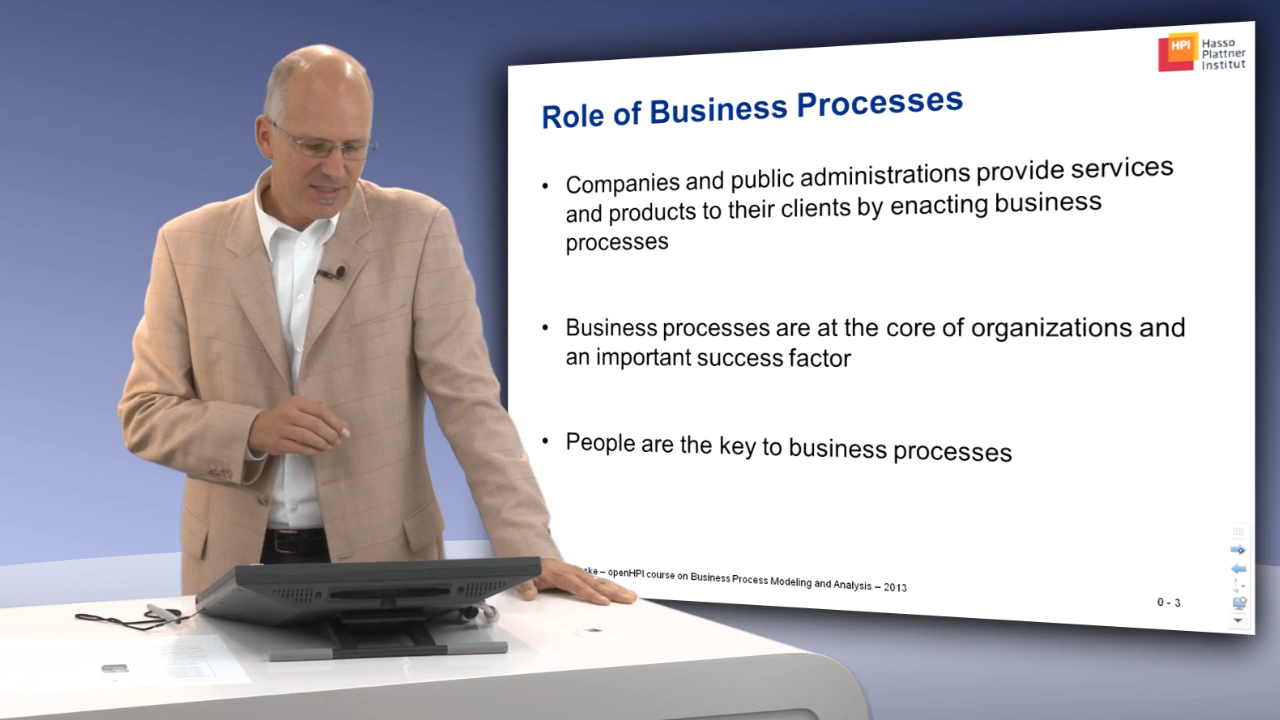 HPI
Hasso
Plattner
Institut
Role of Business Processes
• Companies and public administrations provide services
and products to their clients by enacting business
processes
• Business processes are at the core of organizations and
an important success factor
• People are the key to business processes
– openHPI course on Business Process Modeling and Analysis – 2013
0 - 3